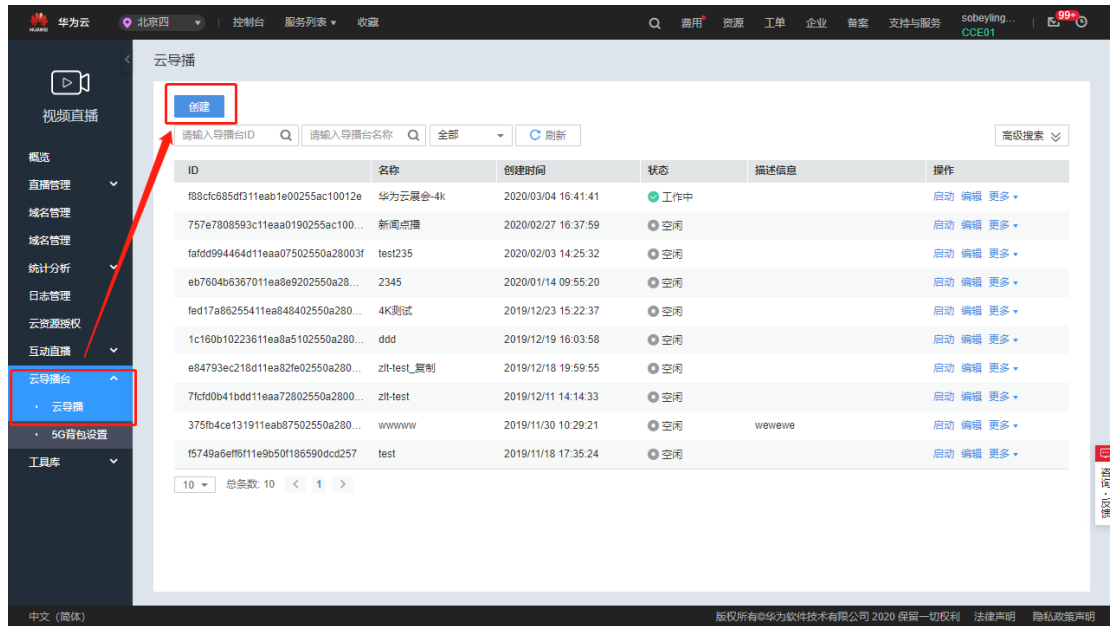 HUAWEI 华为云 北京四 控制台 服务列表 收藏 费用 资源 工单 企业 备案 支持与服务 sobeyling... 99+
CCE01
云导播
视频直播
创建
请输入导播台ID 请输入导播台名称 全部 刷新 高级搜索
概览
直播管理
域名管理
域名管理
统计分析
日志管理
云资源授权
互动直播
云导播台
· 云导播
· 5G背包设置
工具库
ID 名称 创建时间 状态 描述信息 操作
f88cfc685df311eab1e00255ac10012e 华为云展会-4k 2020/03/04 16:41:41 工作中 启动 编辑 更多
757e7808593c11eaa0190255ac100... 新闻点播 2020/02/27 16:37:59 空闲 启动 编辑 更多
fafdd994464d11eaa07502550a28003f test235 2020/02/03 14:25:32 空闲 启动 编辑 更多
eb7604b6367011ea8e9202550a28... 2345 2020/01/14 09:55:20 空闲 启动 编辑 更多
fed17a86255411ea848402550a280... 4K测试 2019/12/23 15:22:37 空闲 启动 编辑 更多
1c160b10223611ea8a5102550a280... ddd 2019/12/19 16:03:58 空闲 启动 编辑 更多
e84793ec218d11ea82fe02550a280... zlt-test_复制 2019/12/18 19:59:55 空闲 启动 编辑 更多
7fcfd0b41bdd11eaa72802550a2800... zlt-test 2019/12/11 14:14:33 空闲 启动 编辑 更多
375fb4ce131911eab87502550a280... wwwww 2019/11/30 10:29:21 空闲 wewewe 启动 编辑 更多
f5749a6eff6f11e9b50f186590dcd257 test 2019/11/18 17:35:24 空闲 启动 编辑 更多
10 总条数: 10 < 1 >
咨询·反馈
中文（简体） 版权所有©华为软件技术有限公司 2020 保留一切权利 法律声明 隐私政策声明